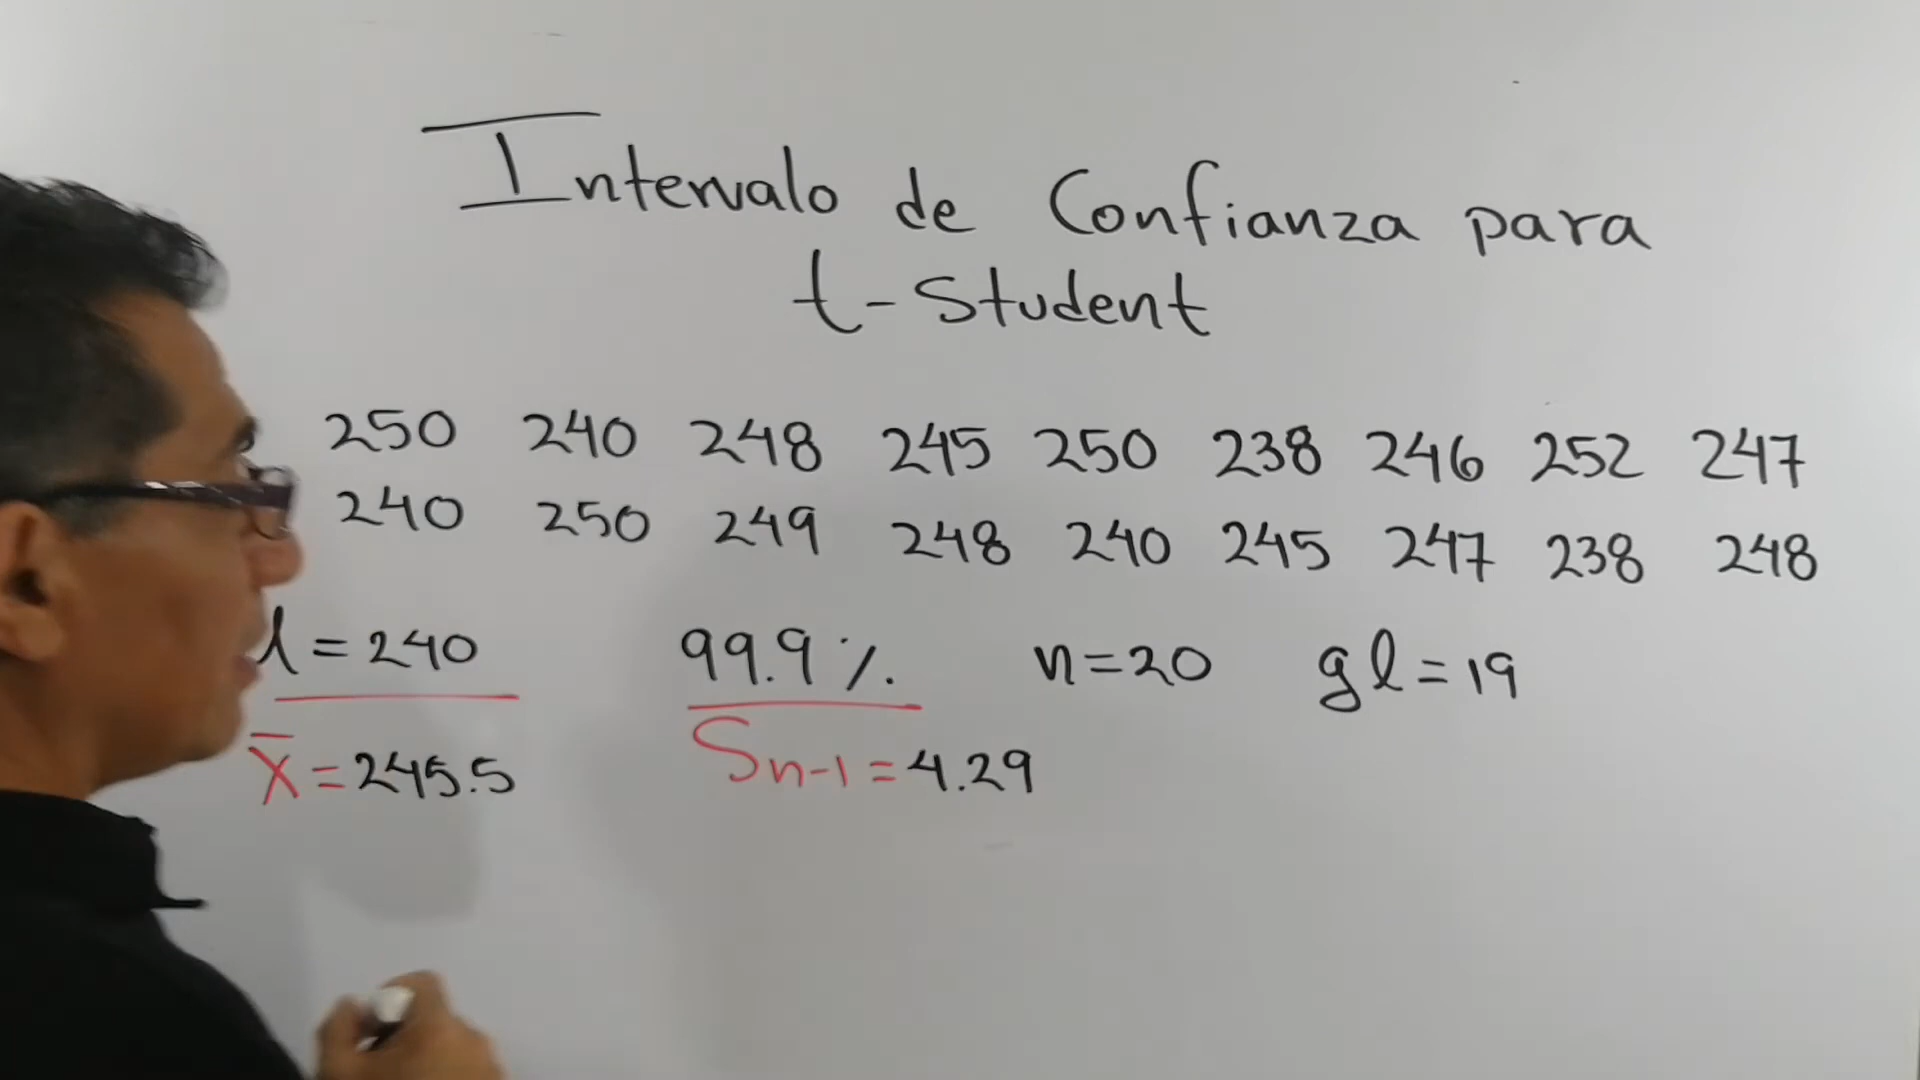 Intervalo de Confianza para
t-Student
250 240 248 245 250 238 246 252 247
240 250 249 248 240 245 247 238 248
= 240 99.9% n=20 gl=19
x̄ = 245.5 Sn-1 = 4.29